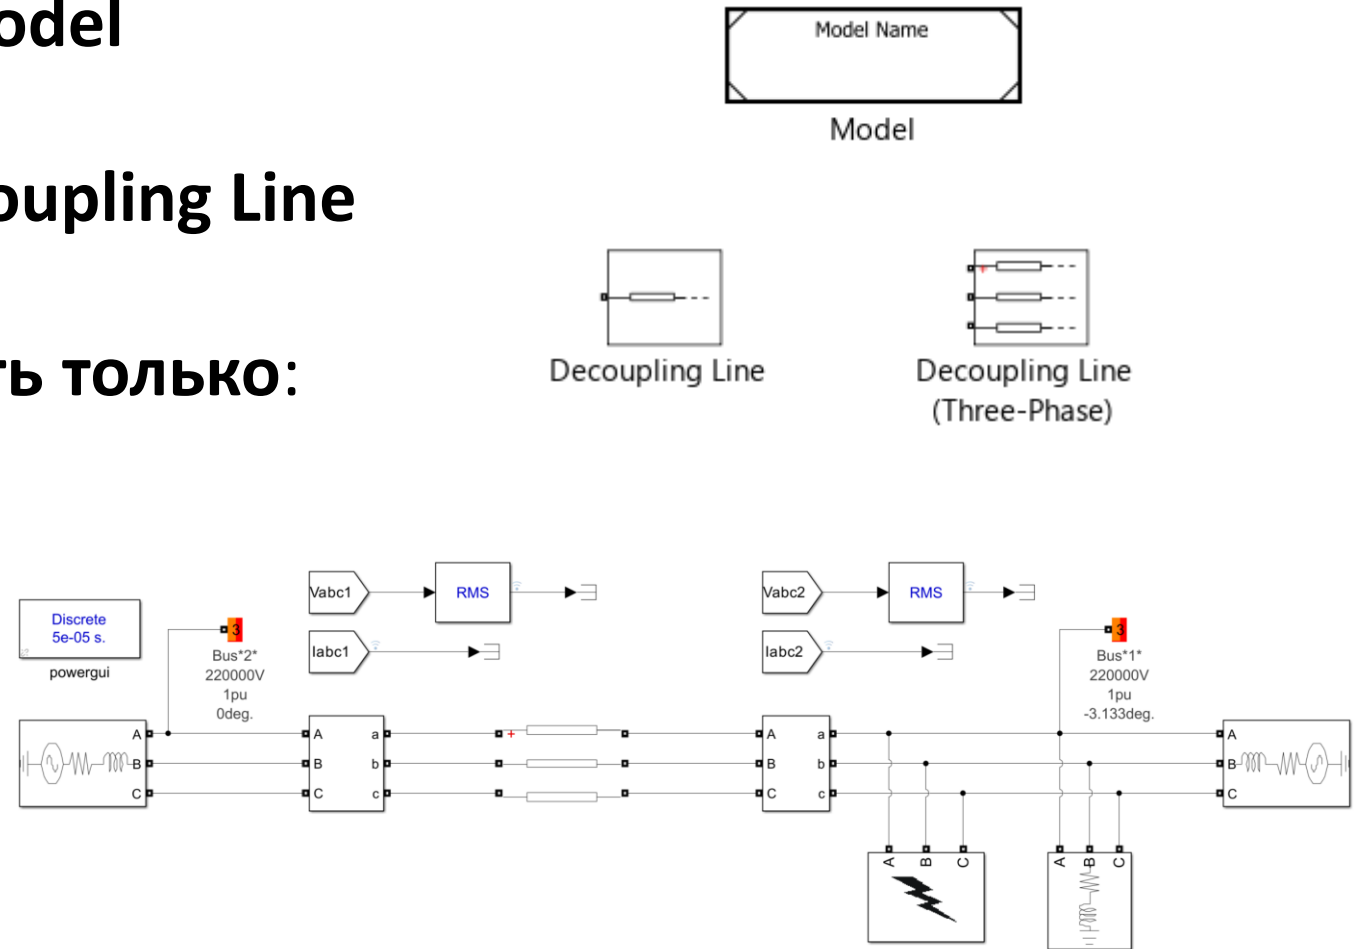 odel
Model Name
Model
oupling Line
Decoupling Line
Decoupling Line
(Three-Phase)
ть только:
Discrete
5e-05 s.
powergui
3
Bus*2*
220000V
1pu
0deg.
Vabc1
RMS
Iabc1
Vabc2
RMS
Iabc2
3
Bus*1*
220000V
1pu
-3.133deg.
A
B
C
A
B
C
a
b
c
+
A
B
C
a
b
c
A
B
C
A
B
C
A
B
C